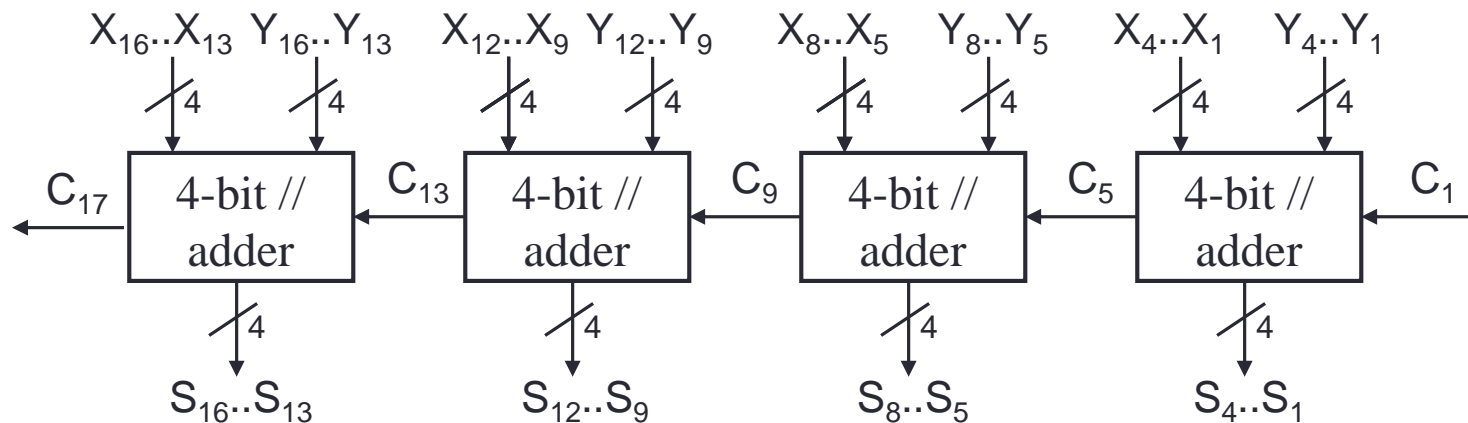 X₁₆..X₁₃ Y₁₆..Y₁₃ X₁₂..X₉ Y₁₂..Y₉ X₈..X₅ Y₈..Y₅ X₄..X₁ Y₄..Y₁
4 4 4 4 4 4 4 4
C₁₇ 4-bit // C₁₃ 4-bit // C₉ 4-bit // C₅ 4-bit // C₁
adder adder adder adder
4 4 4 4
S₁₆..S₁₃ S₁₂..S₉ S₈..S₅ S₄..S₁